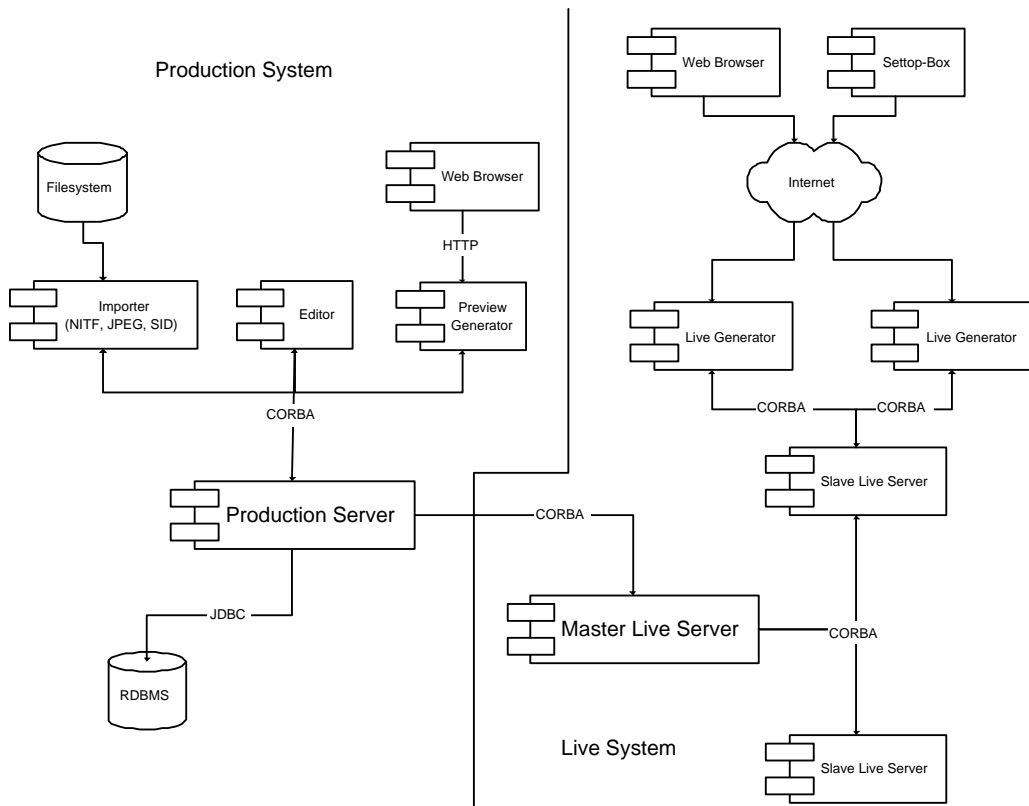 Production System
Filesystem
Web Browser
HTTP
Importer
(NITF, JPEG, SID)
Editor
Preview
Generator
CORBA
Production Server
JDBC
RDBMS
Web Browser
Settop-Box
Internet
Live Generator
Live Generator
CORBA
CORBA
Slave Live Server
CORBA
Master Live Server
CORBA
Live System
Slave Live Server